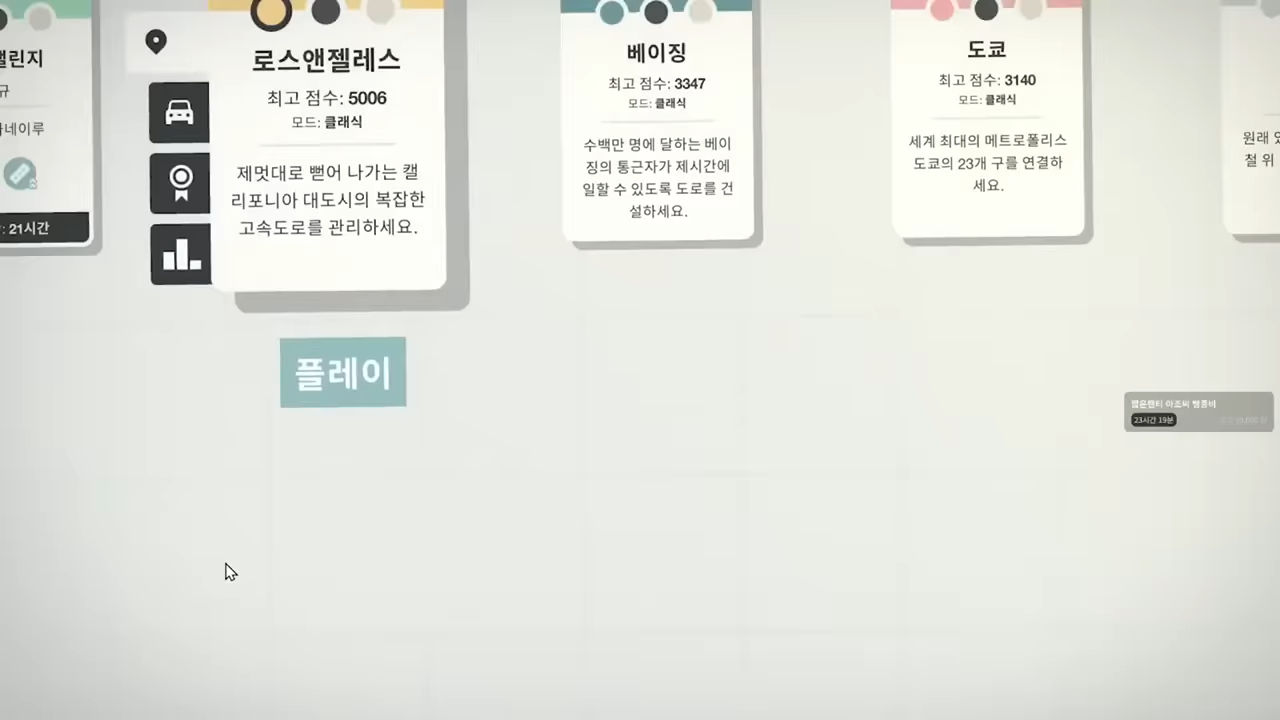 로스앤젤레스
최고 점수: 5006
모드: 클래식
제멋대로 뻗어 나가는 캘
리포니아 대도시의 복잡한
고속도로를 관리하세요.
플레이
베이징
최고 점수: 3347
모드: 클래식
수백만 명에 달하는 베이
징의 통근자가 제시간에
일할 수 있도록 도로를 건
설하세요.
도쿄
최고 점수: 3140
모드: 클래식
세계 최대의 메트로폴리스
도쿄의 23개 구를 연결하
세요.
원래
철 위
: 21시간
23시간 19분